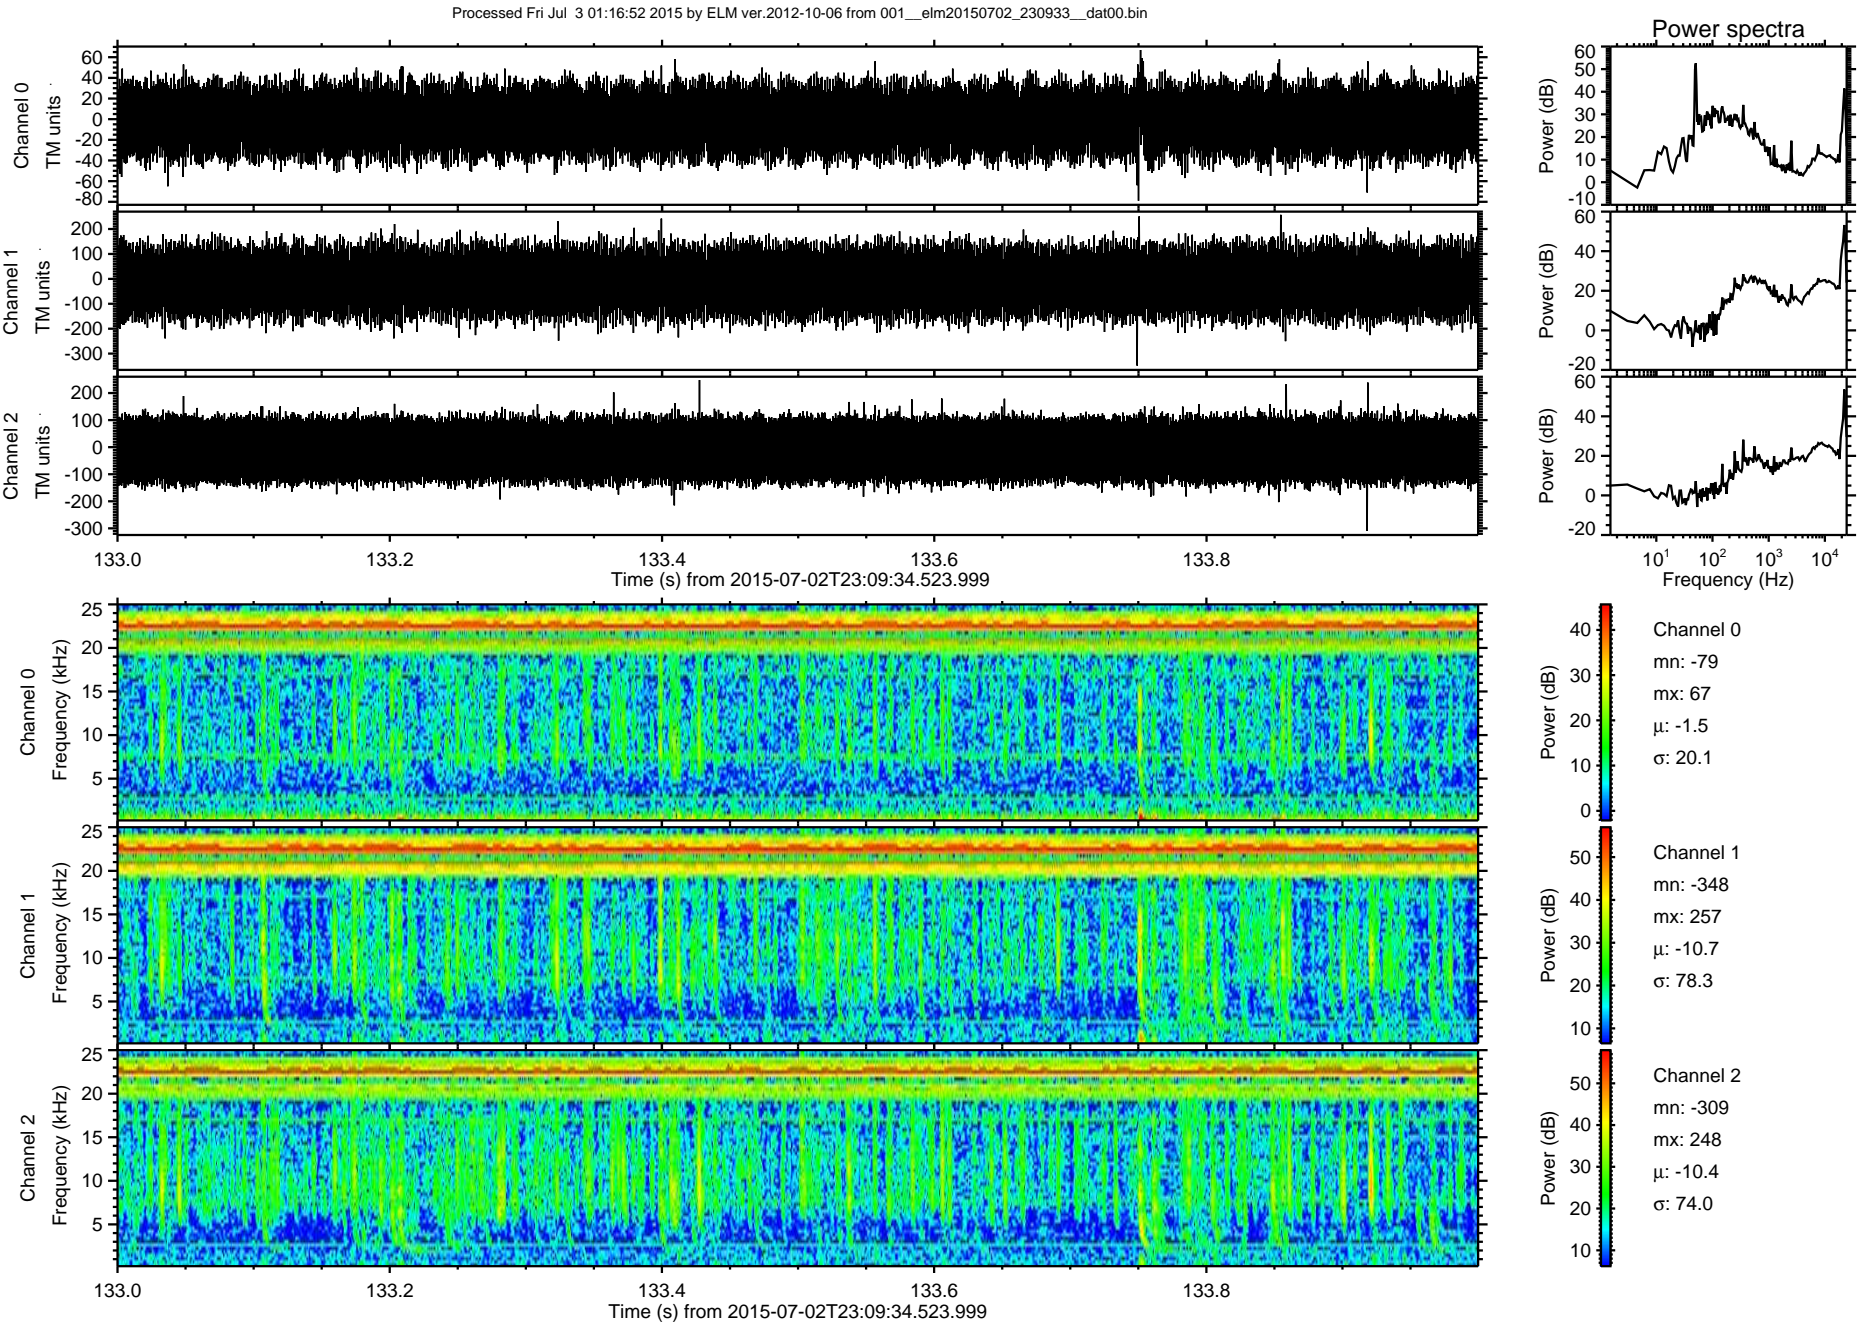 Processed Fri Jul  3 01:16:52 2015 by ELM ver.2012-10-06 from 001__elm20150702_230933__dat00.bin
Power spectra
Channel 0
TM units
60
40
20
0
-20
-40
-60
-80
Power (dB)
60
50
40
30
20
10
0
-10
Channel 1
TM units
200
100
0
-100
-200
-300
Power (dB)
60
40
20
0
-20
Channel 2
TM units
200
100
0
-100
-200
-300
Power (dB)
60
40
20
0
-20
133.0 133.2 133.4 133.6 133.8
Time (s) from 2015-07-02T23:09:34.523.999
10¹ 10² 10³ 10⁴
Frequency (Hz)
Channel 0
Frequency (kHz)
25
20
15
10
5
Power (dB)
40
30
20
10
0
Channel 0
mn: -79
mx: 67
μ: -1.5
σ: 20.1
Channel 1
Frequency (kHz)
25
20
15
10
5
Power (dB)
50
40
30
20
10
Channel 1
mn: -348
mx: 257
μ: -10.7
σ: 78.3
Channel 2
Frequency (kHz)
25
20
15
10
5
Power (dB)
50
40
30
20
10
Channel 2
mn: -309
mx: 248
μ: -10.4
σ: 74.0
133.0 133.2 133.4 133.6 133.8
Time (s) from 2015-07-02T23:09:34.523.999